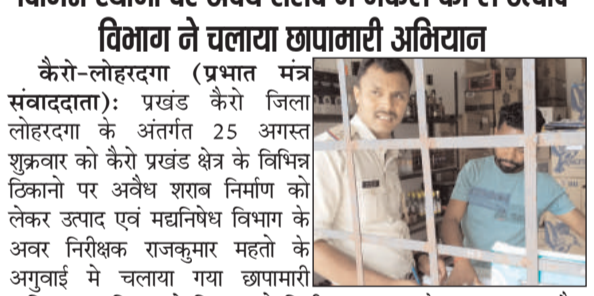 विभाग ने चलाया छापामारी अभियान
कैरो-लोहरदगा (प्रभात मंत्र
संवाददाता): प्रखंड कैरो जिला
लोहरदगा के अंतर्गत 25 अगस्त
शुक्रवार को कैरो प्रखंड क्षेत्र के विभिन्न
ठिकानो पर अवैध शराब निर्माण को
लेकर उत्पाद एवं मद्यनिषेध विभाग के
अवर निरीक्षक राजकुमार महतो के
अगुवाई मे चलाया गया छापामारी